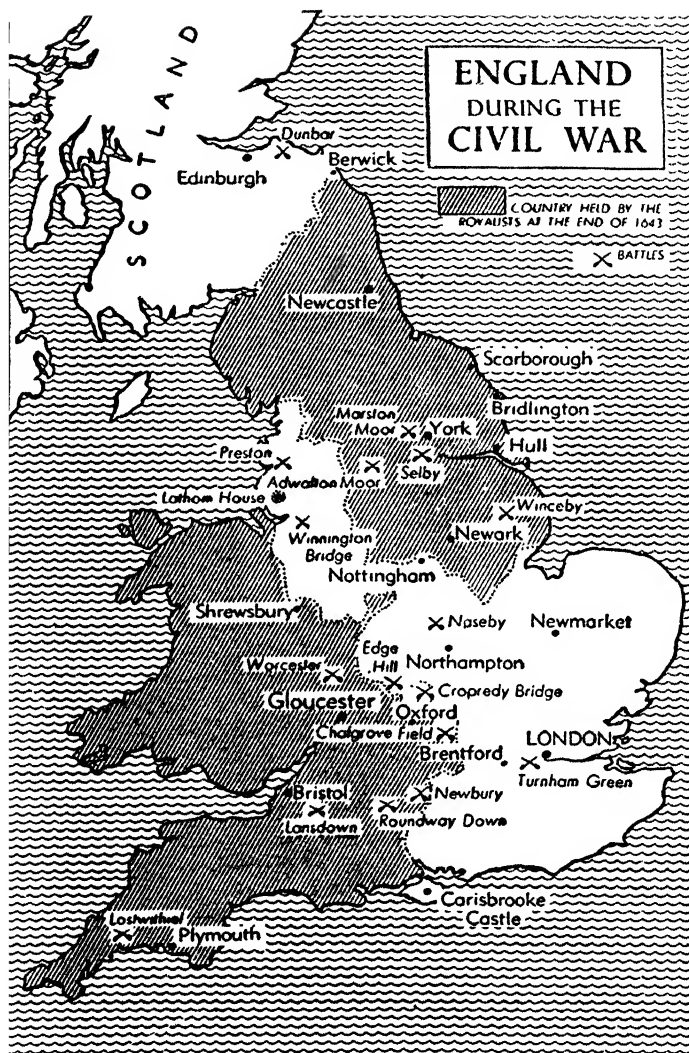 ENGLAND
DURING THE
CIVIL WAR
COUNTRY HELD BY THE
ROYALISTS AT THE END OF 1643
BATTLES
SCOTLAND
Dunbar
Edinburgh
Berwick
Newcastle
Scarborough
Bridlington
Marston
Moor
York
Hull
Preston
Adwalton Moor
Selby
Lathom House
Winceby
Winnington
Bridge
Newark
Nottingham
Shrewsbury
Naseby
Newmarket
Edge
Hill
Northampton
Worcester
Cropredy Bridge
Gloucester
Oxford
Chalgrove Field
Brentford
LONDON
Turnham Green
Bristol
Newbury
Lansdown
Roundway Down
Carisbrooke
Castle
Lostwithiel
Plymouth